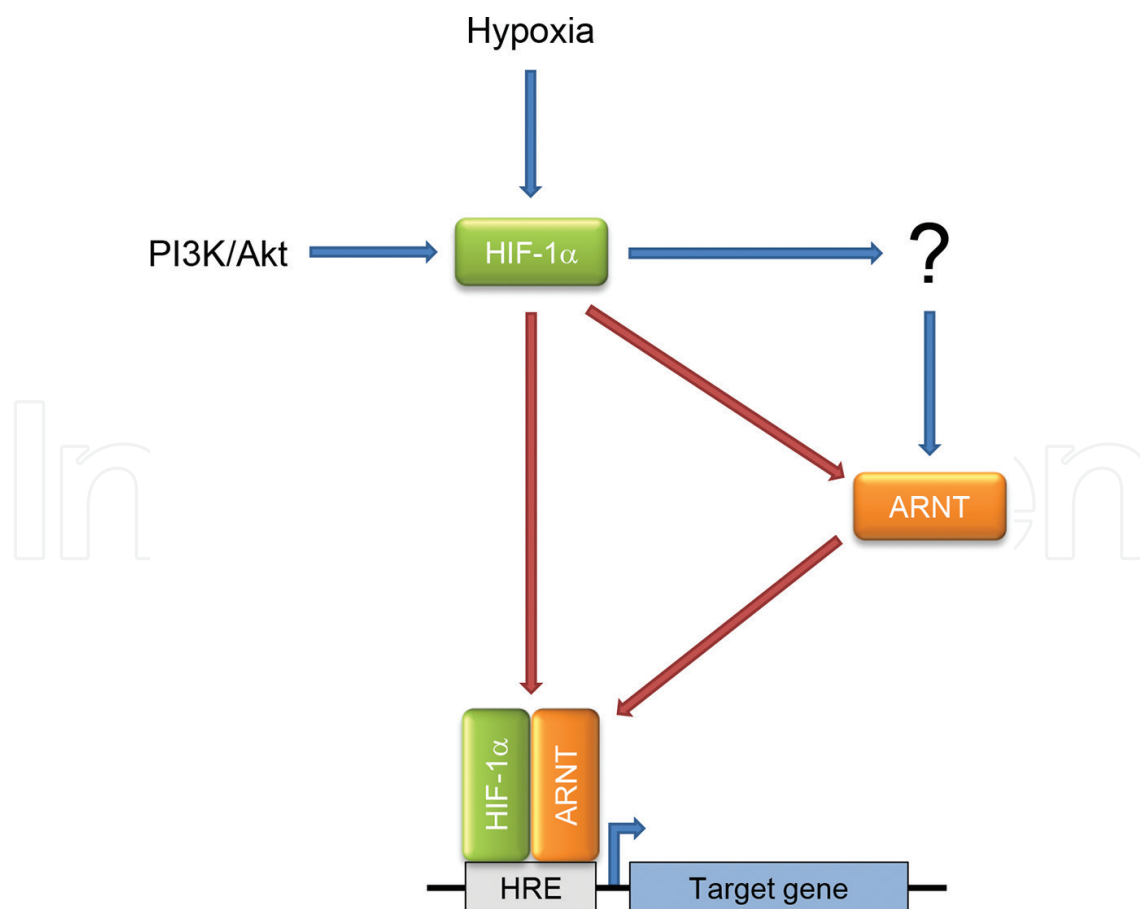 Hypoxia
PI3K/Akt
HIF-1α
?
ARNT
HIF-1α
ARNT
HRE
Target gene